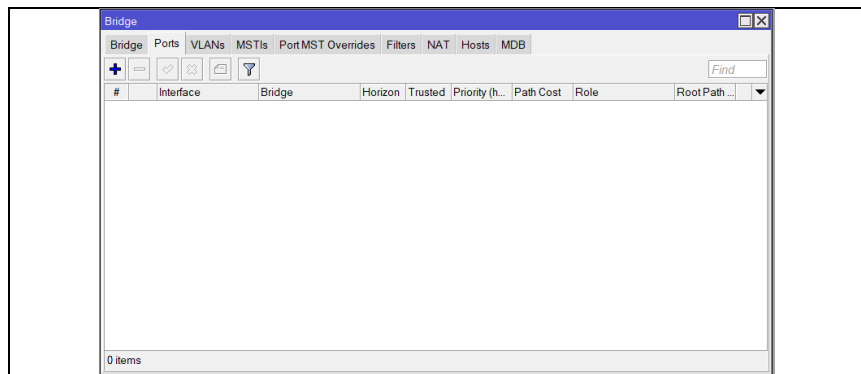 Bridge
Bridge Ports VLANs MSTIs Port MST Overrides Filters NAT Hosts MDB
Find
# Interface Bridge Horizon Trusted Priority (h... Path Cost Role Root Path ...
0 items